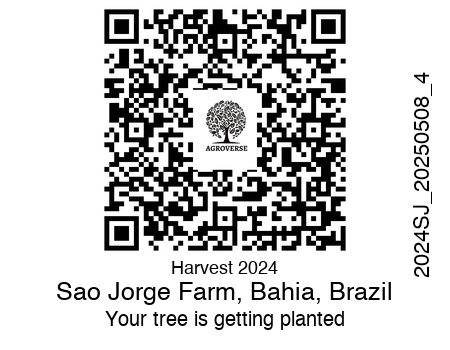 AGROVERSE
2024SJ_20250508_4
Harvest 2024
Sao Jorge Farm, Bahia, Brazil
Your tree is getting planted